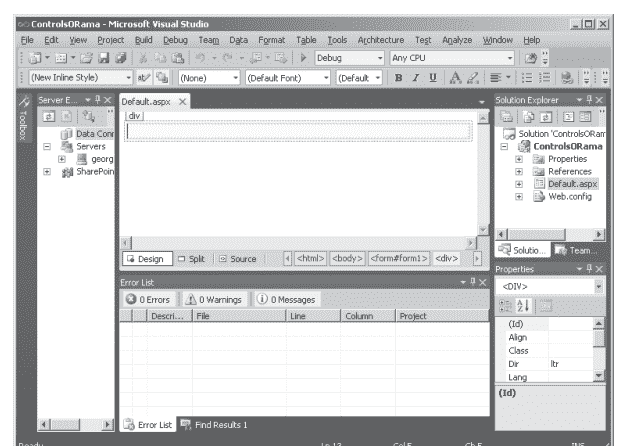 ControlsORama - Microsoft Visual Studio
File Edit View Project Build Debug Team Data Format Table Tools Architecture Test Analyze Window Help
Debug Any CPU
(New Inline Style) (None) (Default Font) (Default B I U A
Toolbox
Server E...
Data Conr
Servers
georg
SharePoin
Default.aspx
div
Design Split Source <html> <body> <form#form1> <div>
Error List
0 Errors 0 Warnings 0 Messages
Descri... File Line Column Project
Error List Find Results 1
Solution Explorer
Solution 'ControlsORam
ControlsORama
Properties
References
Default.aspx
Web.config
Solutio... Team...
Properties
<DIV>
(Id)
Align
Class
Dir ltr
Lang
(Id)